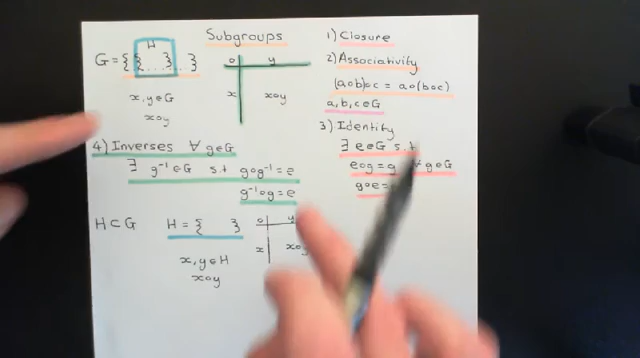 Subgroups
H
G = { { ..... } ... }
o y
x xoy
x, y ∈ G
xoy
1) Closure
2) Associativity
(aob)oc = ao(boc)
a, b, c ∈ G
3) Identity
∃ e ∈ G s.t
eog = g ∀ g ∈ G
goe =
4) Inverses ∀ g ∈ G
∃ g⁻¹ ∈ G s.t gog⁻¹ = e
g⁻¹og = e
H ⊂ G H = { }
o
x
x, y ∈ H
xoy